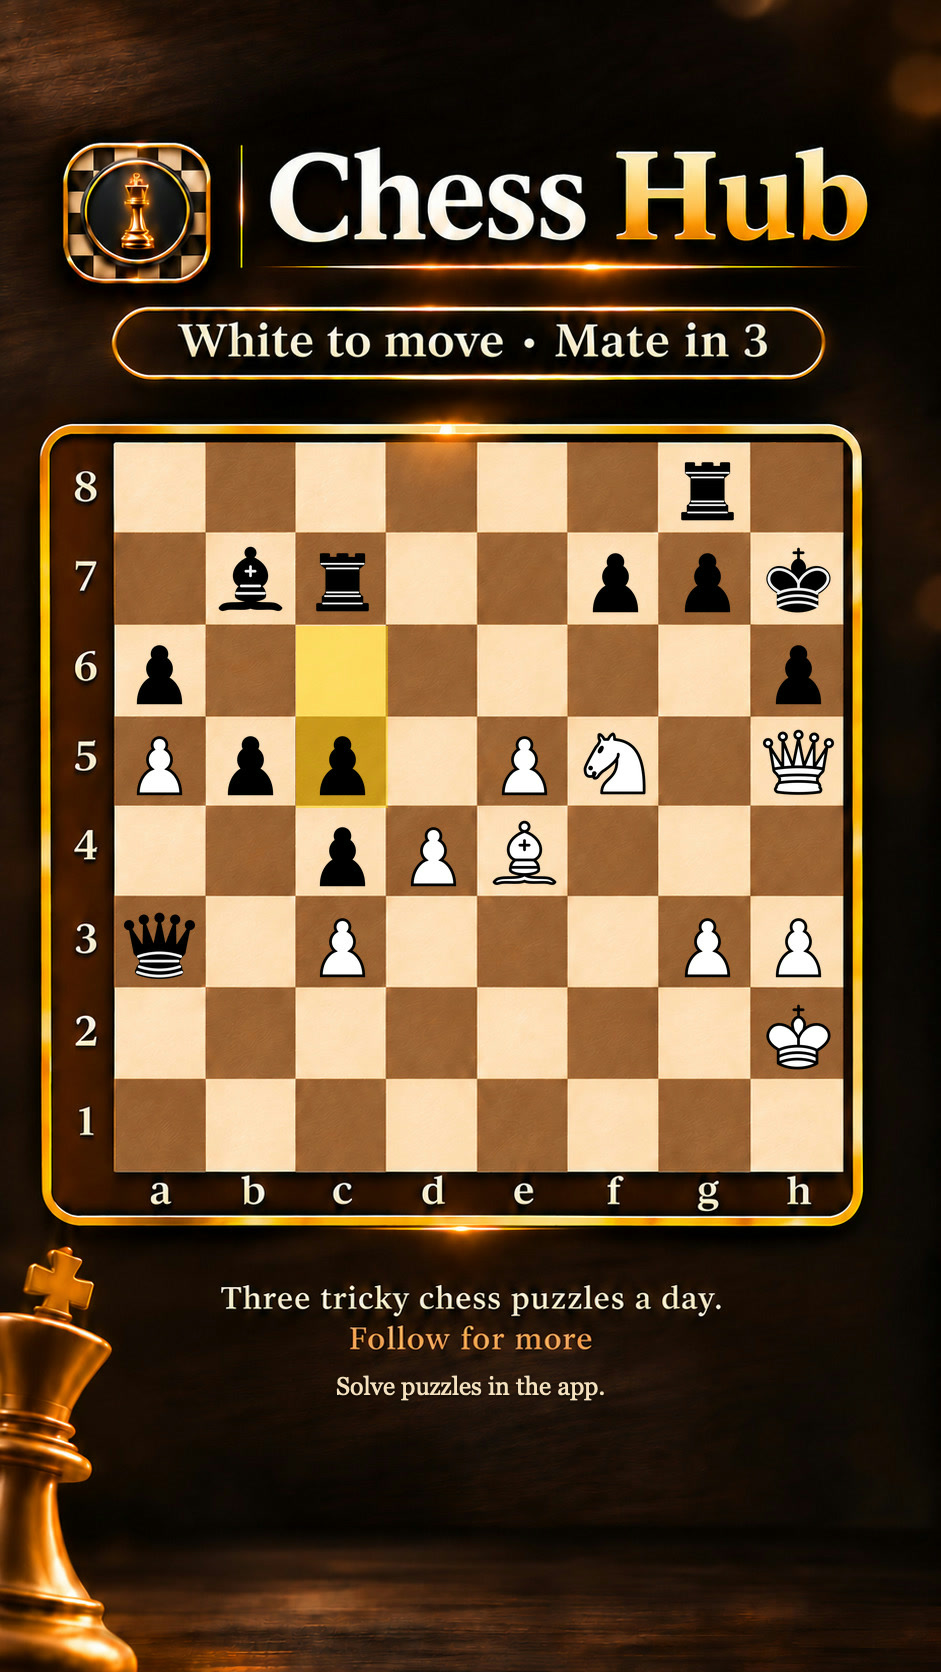 Chess Hub
White to move • Mate in 3
8
7
6
5
4
3
2
1
a b c d e f g h
Three tricky chess puzzles a day.
Follow for more
Solve puzzles in the app.